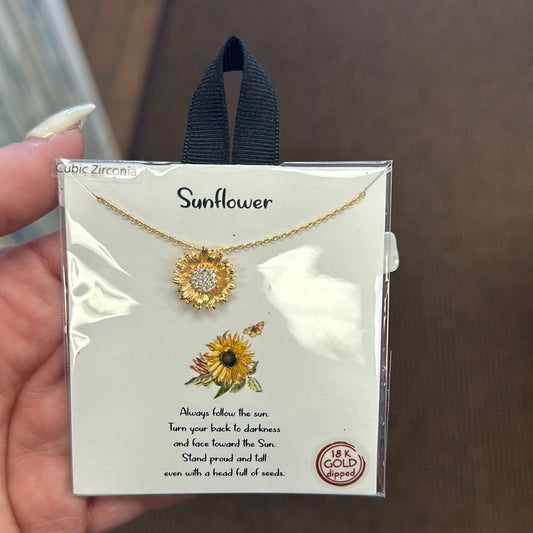 Cubic Zirconia
Sunflower
Always follow the sun.
Turn your back to darkness
and face toward the Sun.
Stand proud and tall
even with a head full of seeds.
18 K
GOLD
dipped